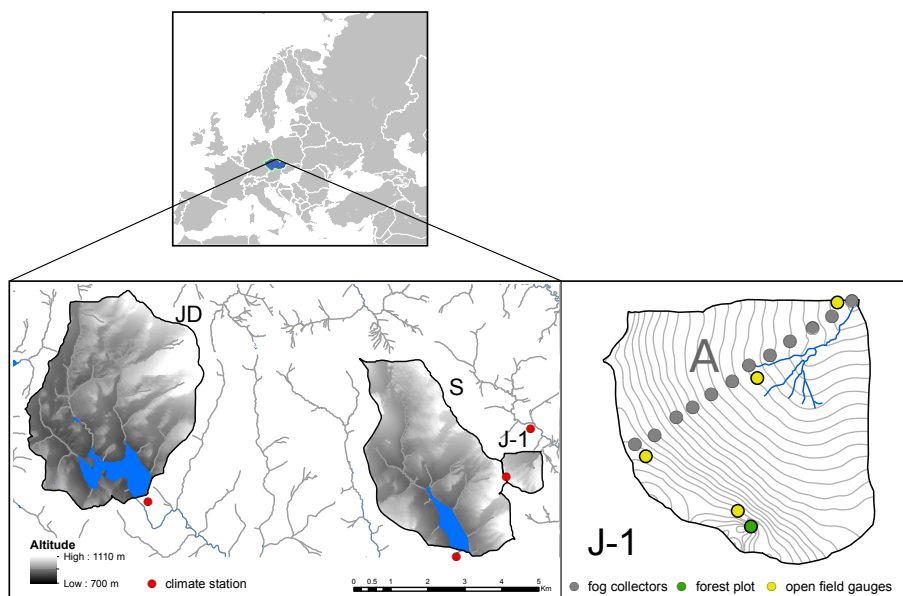 JD
S
J-1
Altitude
High : 1110 m
Low : 700 m
climate station
0 0.5 1 2 3 4 5
Km
A
J-1
fog collectors
forest plot
open field gauges